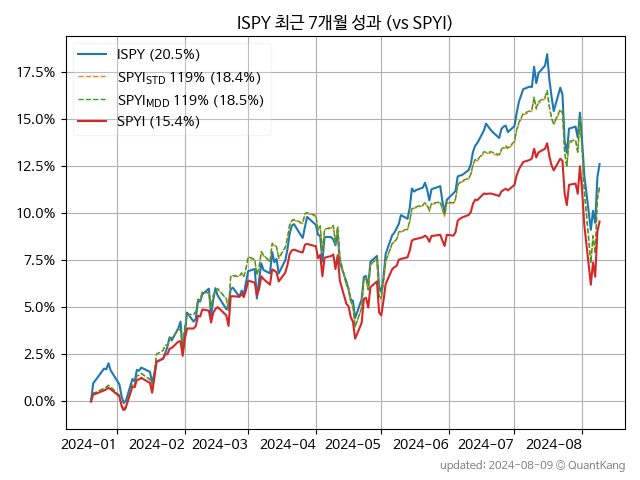 ISPY 최근 7개월 성과 (vs SPYI)
ISPY (20.5%)
SPYISTD 119% (18.4%)
SPYIMDD 119% (18.5%)
SPYI (15.4%)
17.5%
15.0%
12.5%
10.0%
7.5%
5.0%
2.5%
0.0%
2024-01 2024-02 2024-03 2024-04 2024-05 2024-06 2024-07 2024-08
updated: 2024-08-09 © QuantKang